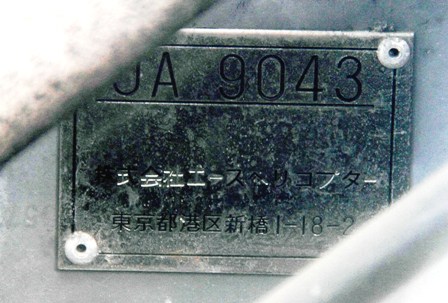 JA 9043
株式会社エースヘリコプター
東京都港区新橋1-18-2